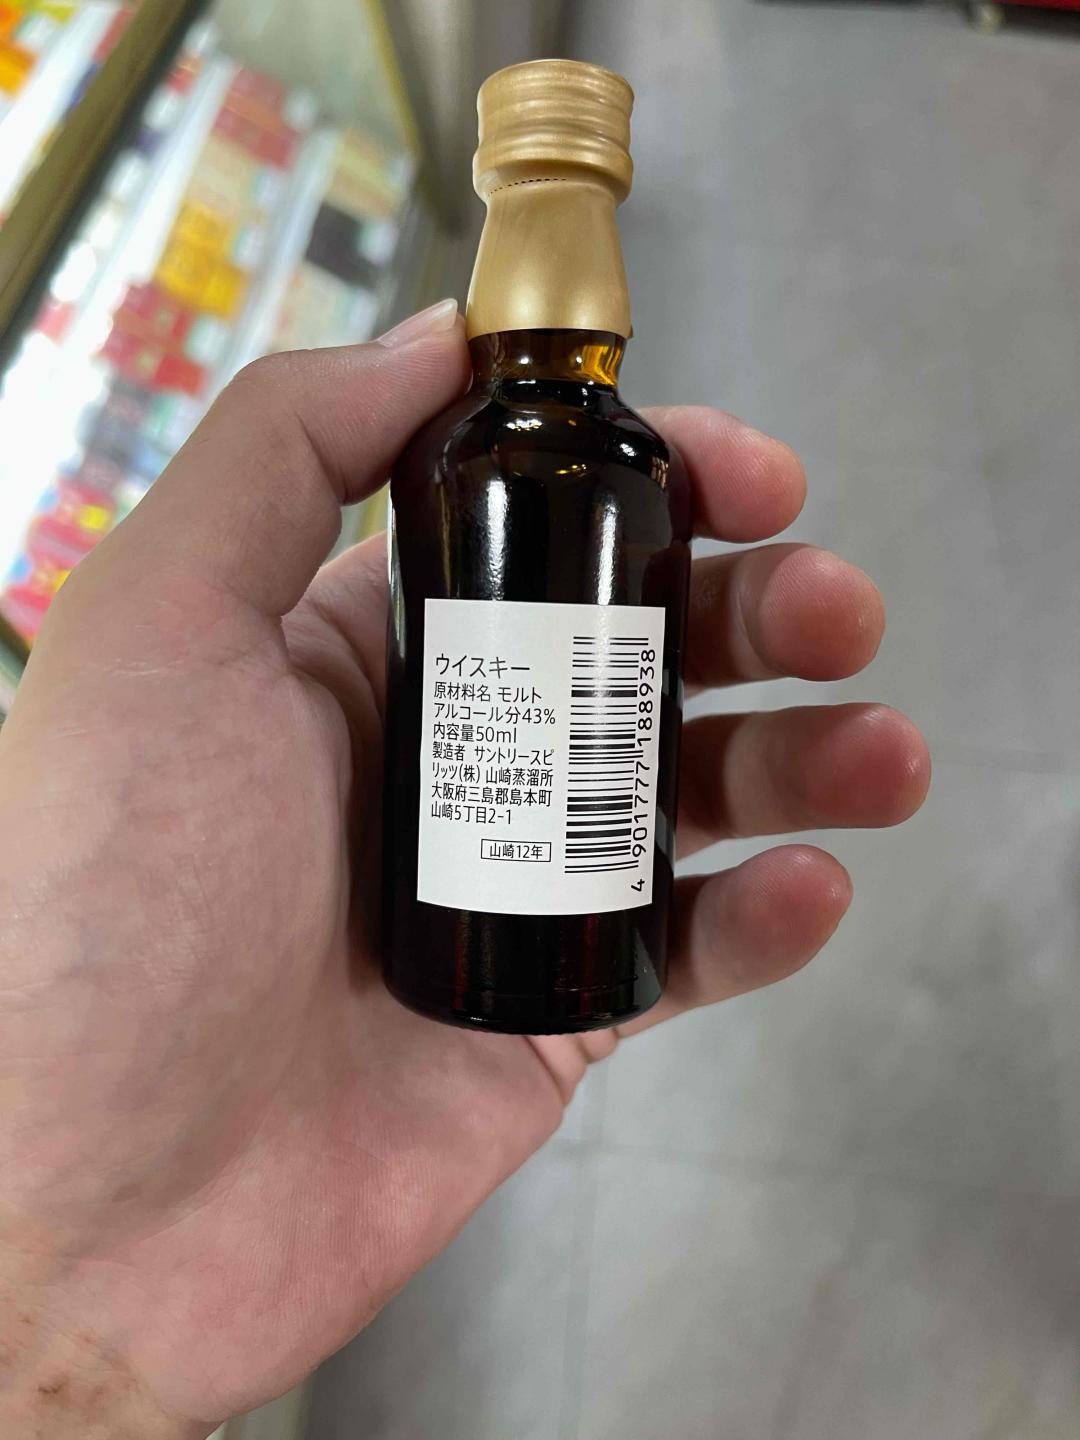 ウイスキー
原材料名 モルト
アルコール分43%
内容量50ml
製造者 サントリースピ
リッツ(株) 山崎蒸溜所
大阪府三島郡島本町
山崎5丁目2-1
山崎12年
4 901777 188938